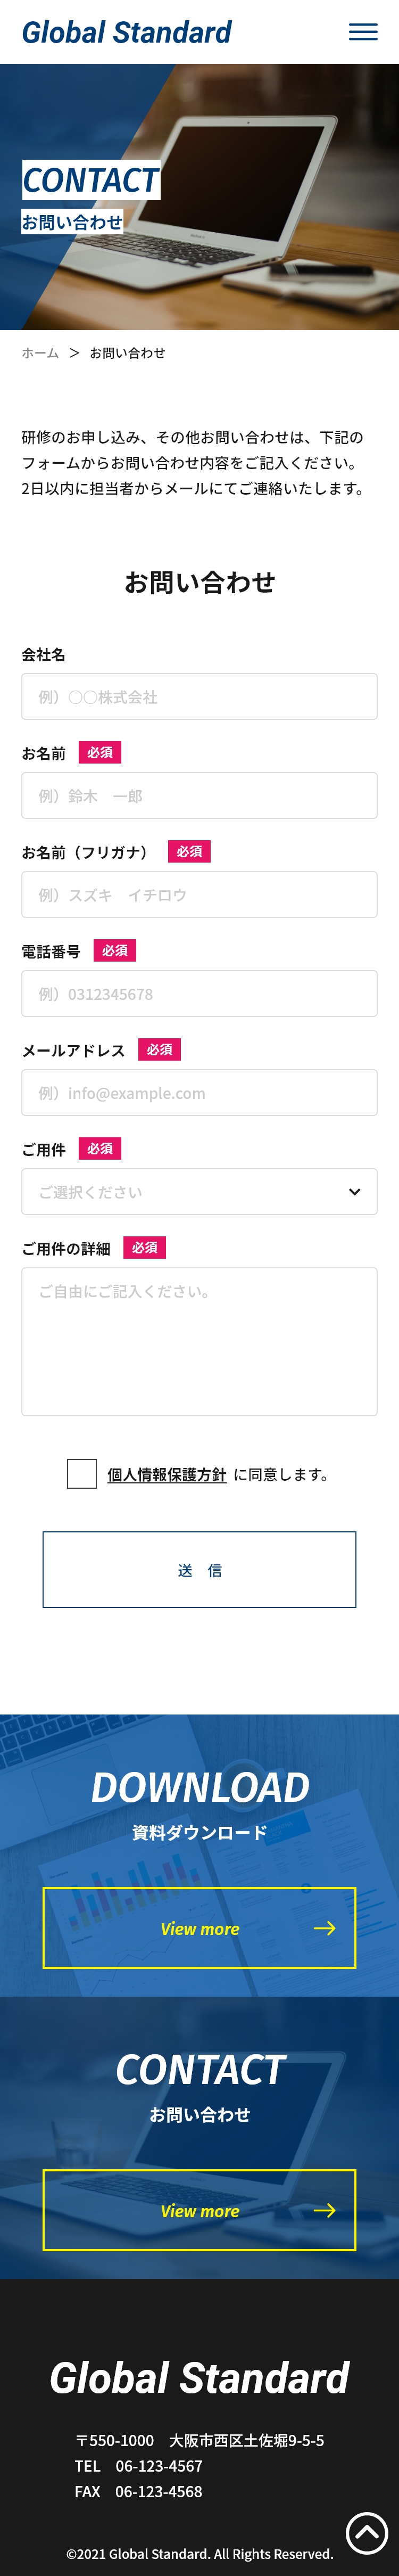 Global Standard
CONTACT
お問い合わせ
ホーム ＞ お問い合わせ
研修のお申し込み、その他お問い合わせは、下記の
フォームからお問い合わせ内容をご記入ください。
2日以内に担当者からメールにてご連絡いたします。
お問い合わせ
会社名
例）〇〇株式会社
お名前 必須
例）鈴木　一郎
お名前（フリガナ） 必須
例）スズキ　イチロウ
電話番号 必須
例）0312345678
メールアドレス 必須
例）info@example.com
ご用件 必須
ご選択ください
ご用件の詳細 必須
ご自由にご記入ください。
個人情報保護方針 に同意します。
送　信
DOWNLOAD
資料ダウンロード
View more
CONTACT
お問い合わせ
View more
Global Standard
〒550-1000　大阪市西区土佐堀9-5-5
TEL　06-123-4567
FAX　06-123-4568
©2021 Global Standard. All Rights Reserved.